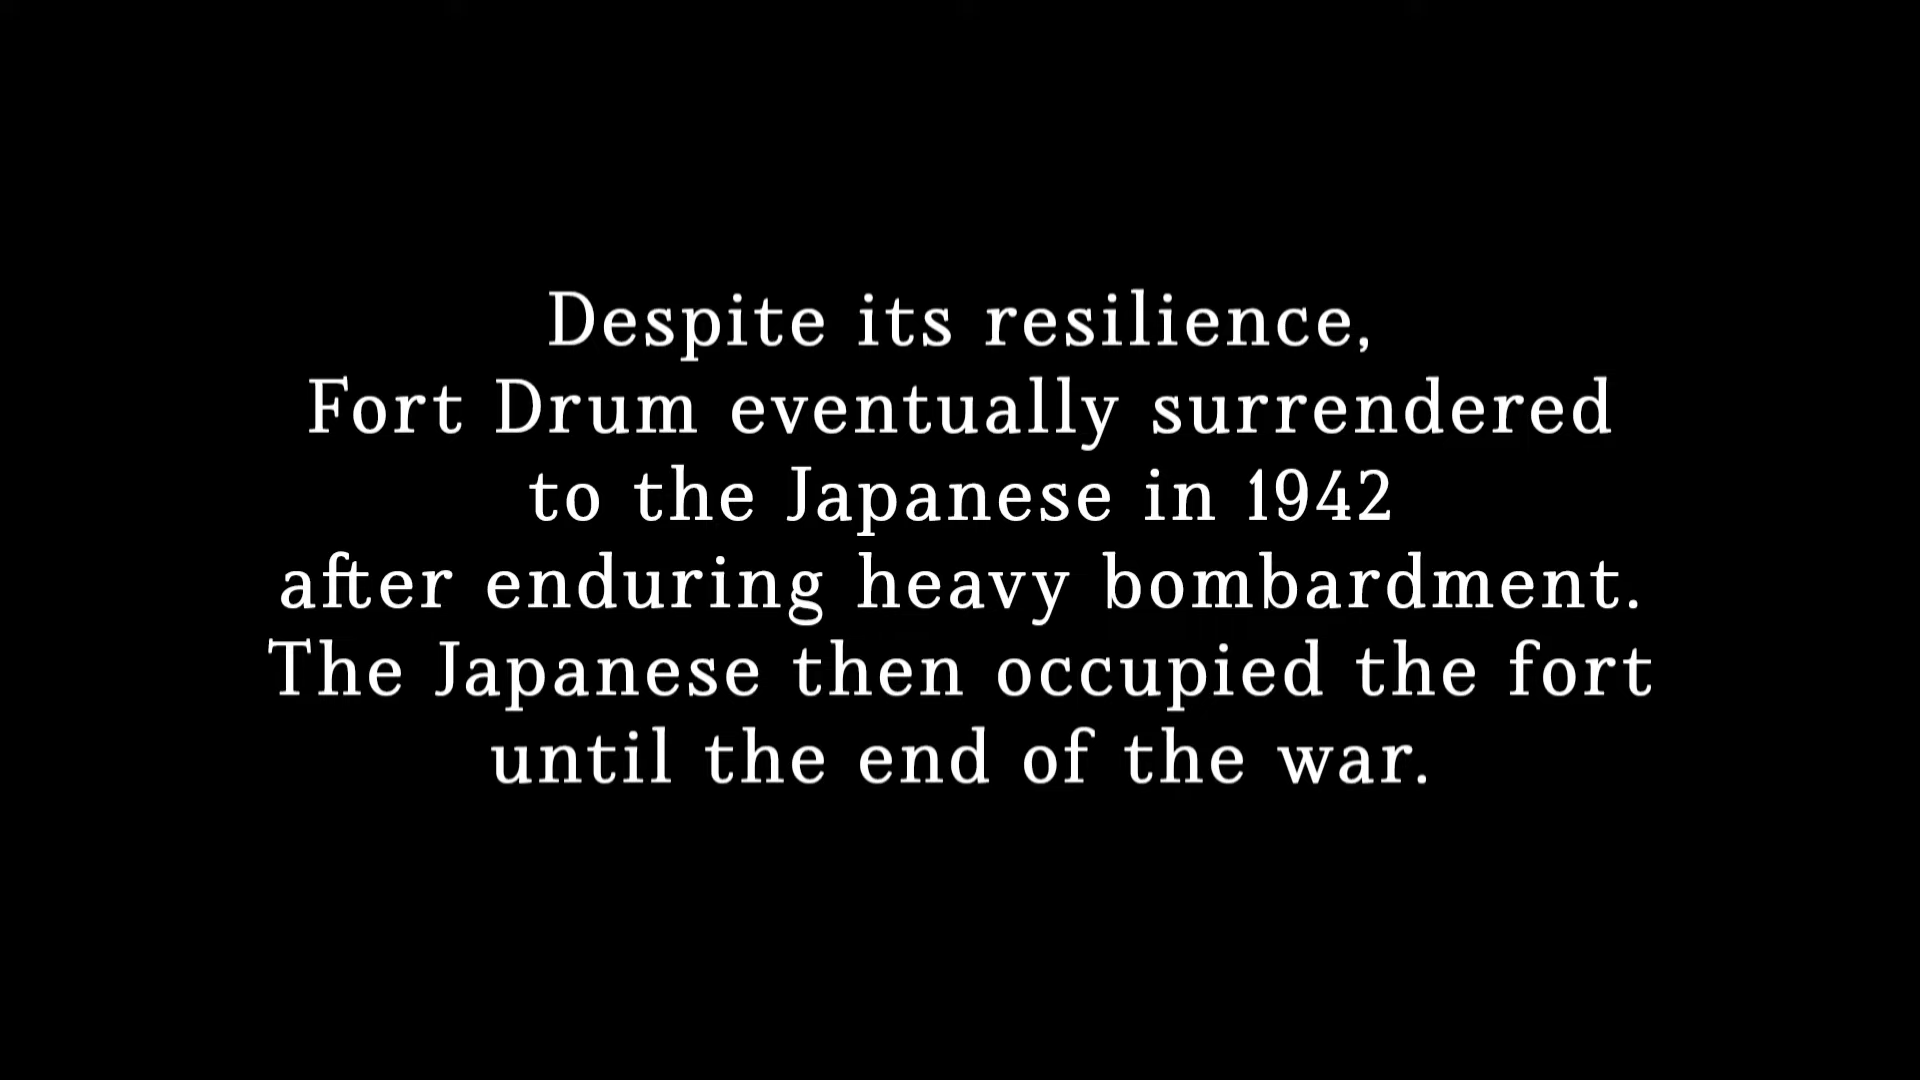 Despite its resilience,
Fort Drum eventually surrendered
to the Japanese in 1942
after enduring heavy bombardment.
The Japanese then occupied the fort
until the end of the war.